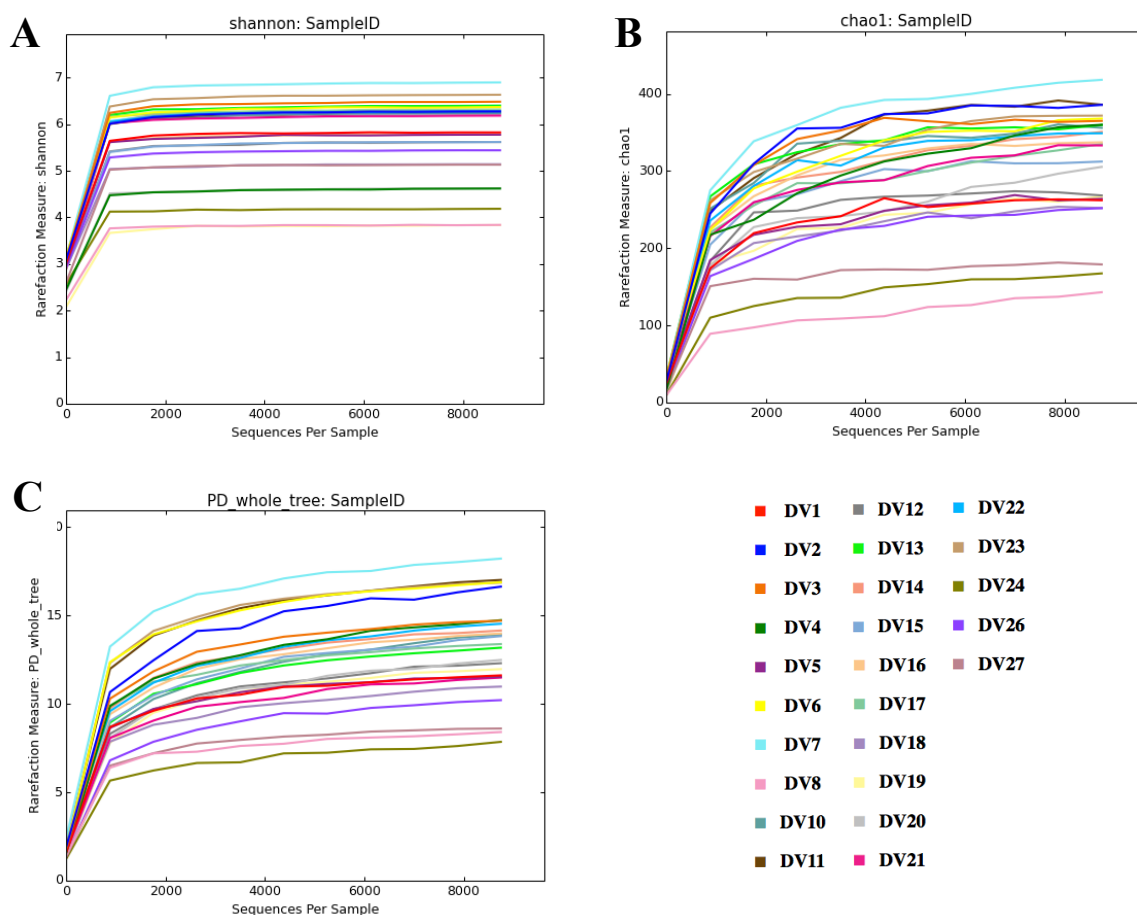 A
shannon: SampleID
Rarefaction Measure: shannon
7
6
5
4
3
2
1
0
0 2000 4000 6000 8000
Sequences Per Sample
B
chao1: SampleID
Rarefaction Measure: chao1
400
300
200
100
0
0 2000 4000 6000 8000
Sequences Per Sample
C
PD_whole_tree: SampleID
Rarefaction Measure: PD_whole_tree
0
15
10
5
0
0 2000 4000 6000 8000
Sequences Per Sample
DV1 DV12 DV22
DV2 DV13 DV23
DV3 DV14 DV24
DV4 DV15 DV26
DV5 DV16 DV27
DV6 DV17
DV7 DV18
DV8 DV19
DV10 DV20
DV11 DV21